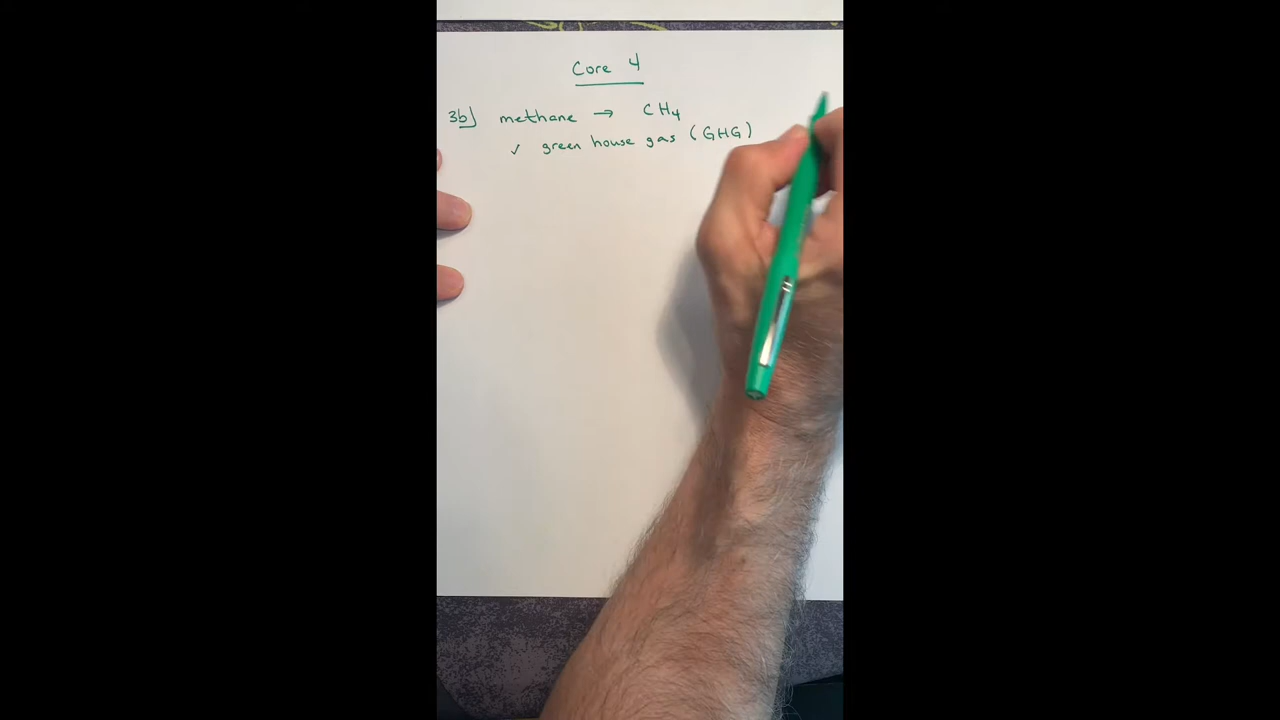 Core 4
3b) methane → CH4
✓ green house gas (GHG)